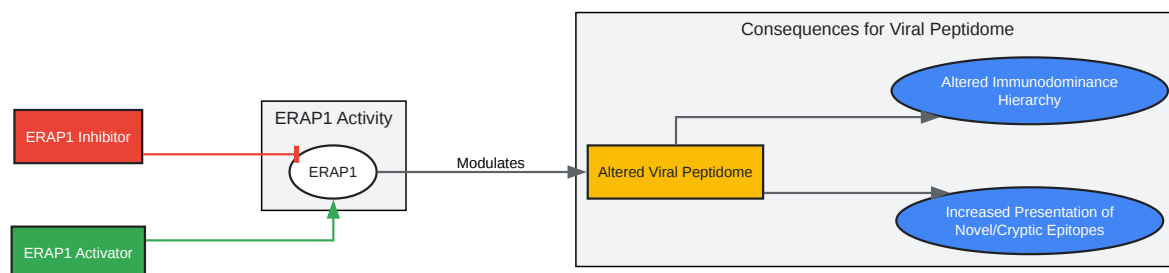 Consequences for Viral Peptidome
Altered Immunodominance
Hierarchy
ERAP1 Inhibitor
ERAP1 Activity
ERAP1
Modulates
Altered Viral Peptidome
Increased Presentation of
Novel/Cryptic Epitopes
ERAP1 Activator